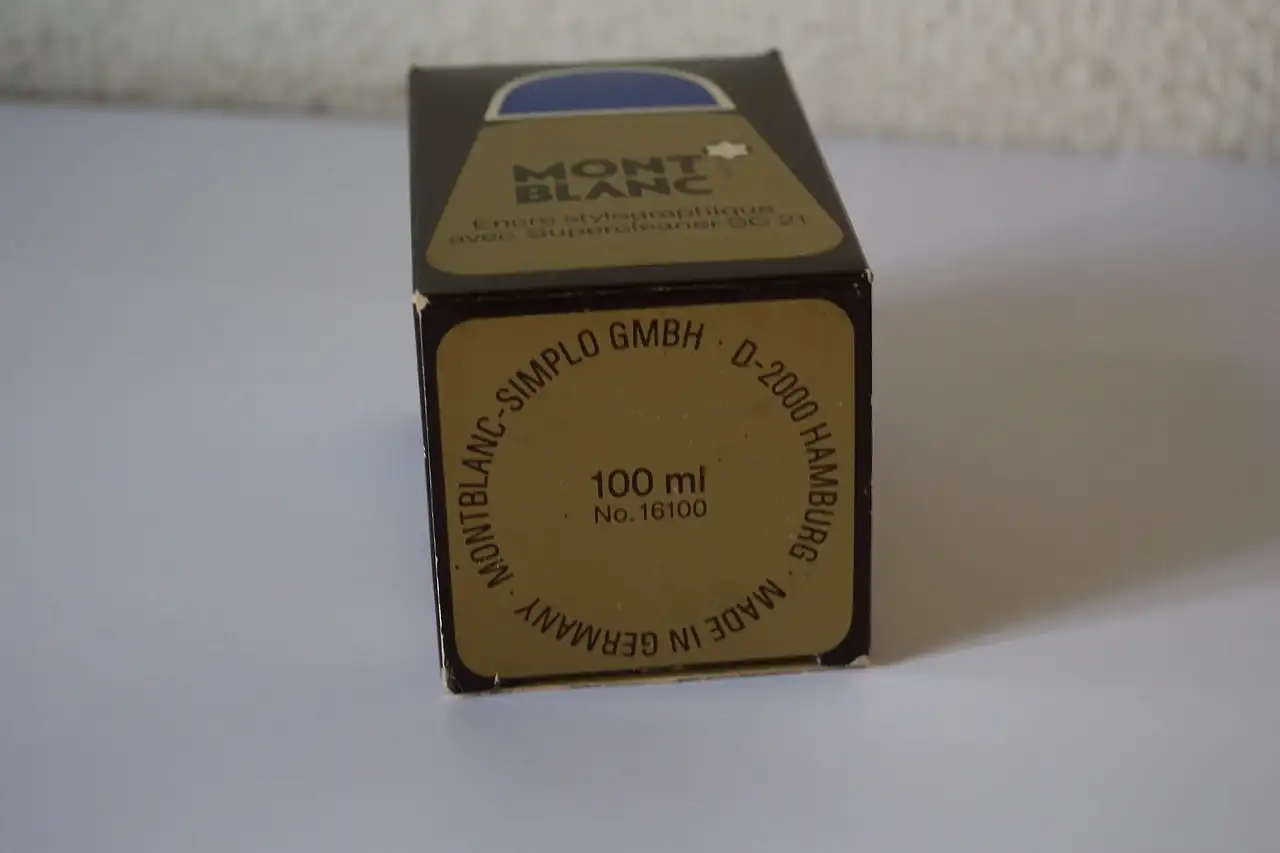 MONT
BLANC
Encre stylographique
avec Supercleaner SC 21
MONTBLANC-SIMPLO GMBH · D-2000 HAMBURG · MADE IN GERMANY ·
100 ml
No. 16100